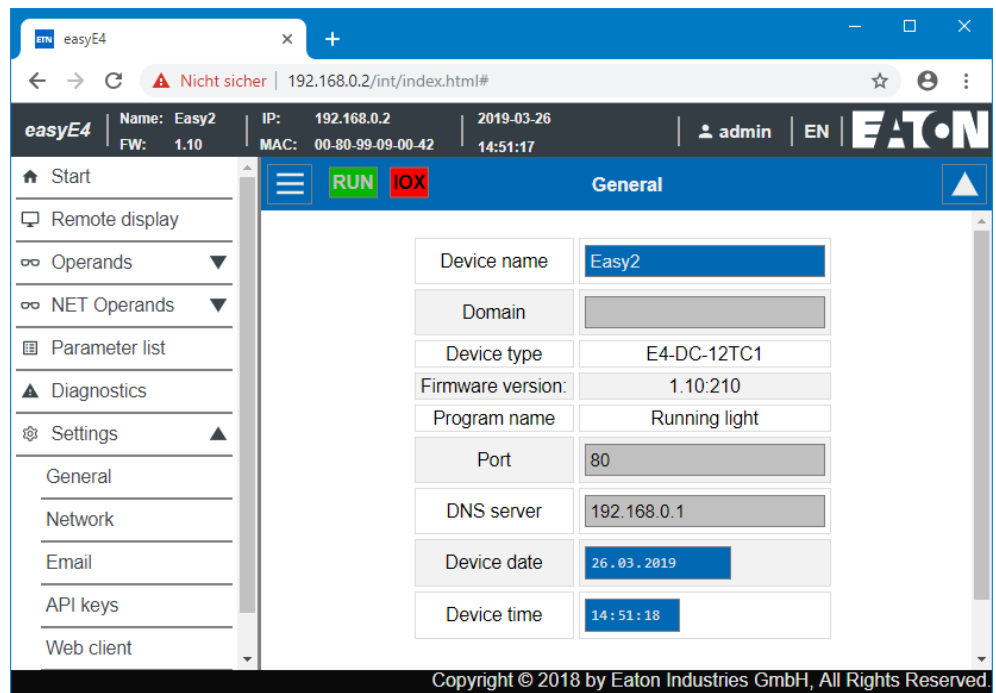 ETN easyE4
Nicht sicher | 192.168.0.2/int/index.html#
easyE4
Name: Easy2
FW: 1.10
IP: 192.168.0.2
MAC: 00-80-99-09-00-42
2019-03-26
14:51:17
admin
EN
EATON
Start
Remote display
Operands
NET Operands
Parameter list
Diagnostics
Settings
General
Network
Email
API keys
Web client
RUN IOX General
Device name Easy2
Domain
Device type E4-DC-12TC1
Firmware version: 1.10:210
Program name Running light
Port 80
DNS server 192.168.0.1
Device date 26.03.2019
Device time 14:51:18
Copyright © 2018 by Eaton Industries GmbH, All Rights Reserved.